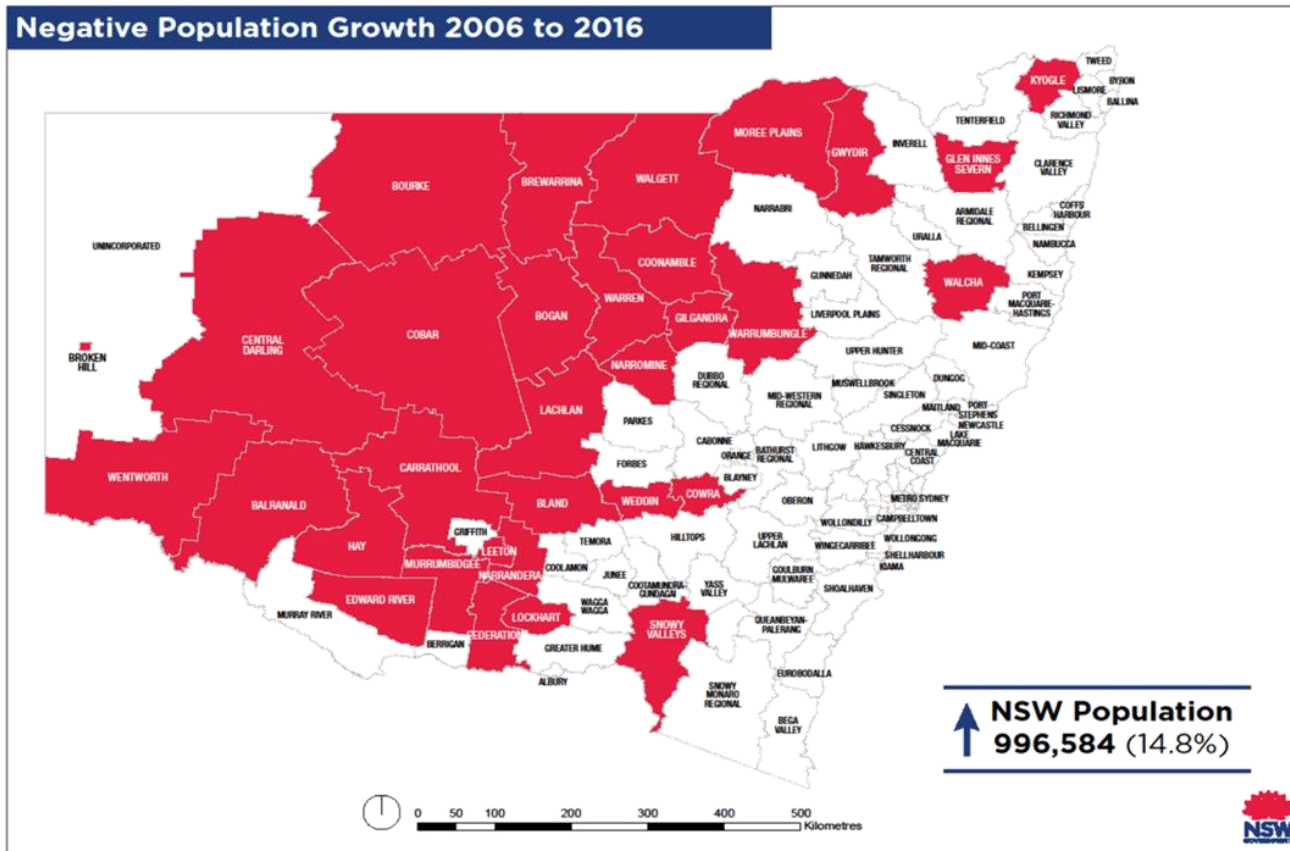 Negative Population Growth 2006 to 2016
TWEED
KYOGLE
BYRON
LISMORE
BALLINA
RICHMOND
VALLEY
TENTERFIELD
MOREE PLAINS
INVERELL
GWYDIR
GLEN INNES
SEVERN
CLARENCE
VALLEY
BOURKE
BREWARRINA
WALGETT
NARRABRI
ARMIDALE
REGIONAL
COFFS
HARBOUR
BELLINGEN
URALLA
NAMBUCCA
UNINCORPORATED
COONAMBLE
TAMWORTH
REGIONAL
GUNNEDAH
KEMPSEY
WALCHA
WARREN
PORT
MACQUARIE-
HASTINGS
BOGAN
GILGANDRA
LIVERPOOL PLAINS
WARRUMBUNGLE
COBAR
CENTRAL
DARLING
MID-COAST
UPPER HUNTER
BROKEN
HILL
NARROMINE
DUBBO
REGIONAL
MUSWELLBROOK
DUNGOG
SINGLETON
MID-WESTERN
REGIONAL
LACHLAN
MAITLAND
PORT
STEPHENS
PARKES
NEWCASTLE
CESSNOCK
LAKE
MACQUARIE
CABONNE
LITHGOW
HAWKESBURY
CENTRAL
COAST
ORANGE
BATHURST
REGIONAL
FORBES
CARRATHOOL
WENTWORTH
BLAYNEY
WEDDIN
COWRA
OBERON
METRO SYDNEY
BLAND
BALRANALD
CAMPBELLTOWN
WOLLONDILLY
GRIFFITH
TEMORA
HILLTOPS
UPPER
LACHLAN
WOLLONGONG
WINGECARRIBEE
HAY
LEETON
SHELLHARBOUR
MURRUMBIDGEE
COOLAMON
KIAMA
JUNEE
NARRANDERA
GOULBURN
MULWAREE
COOTAMUNDRA-
GUNDAGAI
YASS
VALLEY
SHOALHAVEN
EDWARD RIVER
WAGGA
WAGGA
MURRAY RIVER
LOCKHART
SNOWY
VALLEYS
QUEANBEYAN-
PALERANG
FEDERATION
BERRIGAN
GREATER HUME
EUROBODALLA
ALBURY
SNOWY
MONARO
REGIONAL
BEGA
VALLEY
NSW Population
996,584 (14.8%)
0 50 100 200 300 400 500
Kilometres
NSW
GOVERNMENT